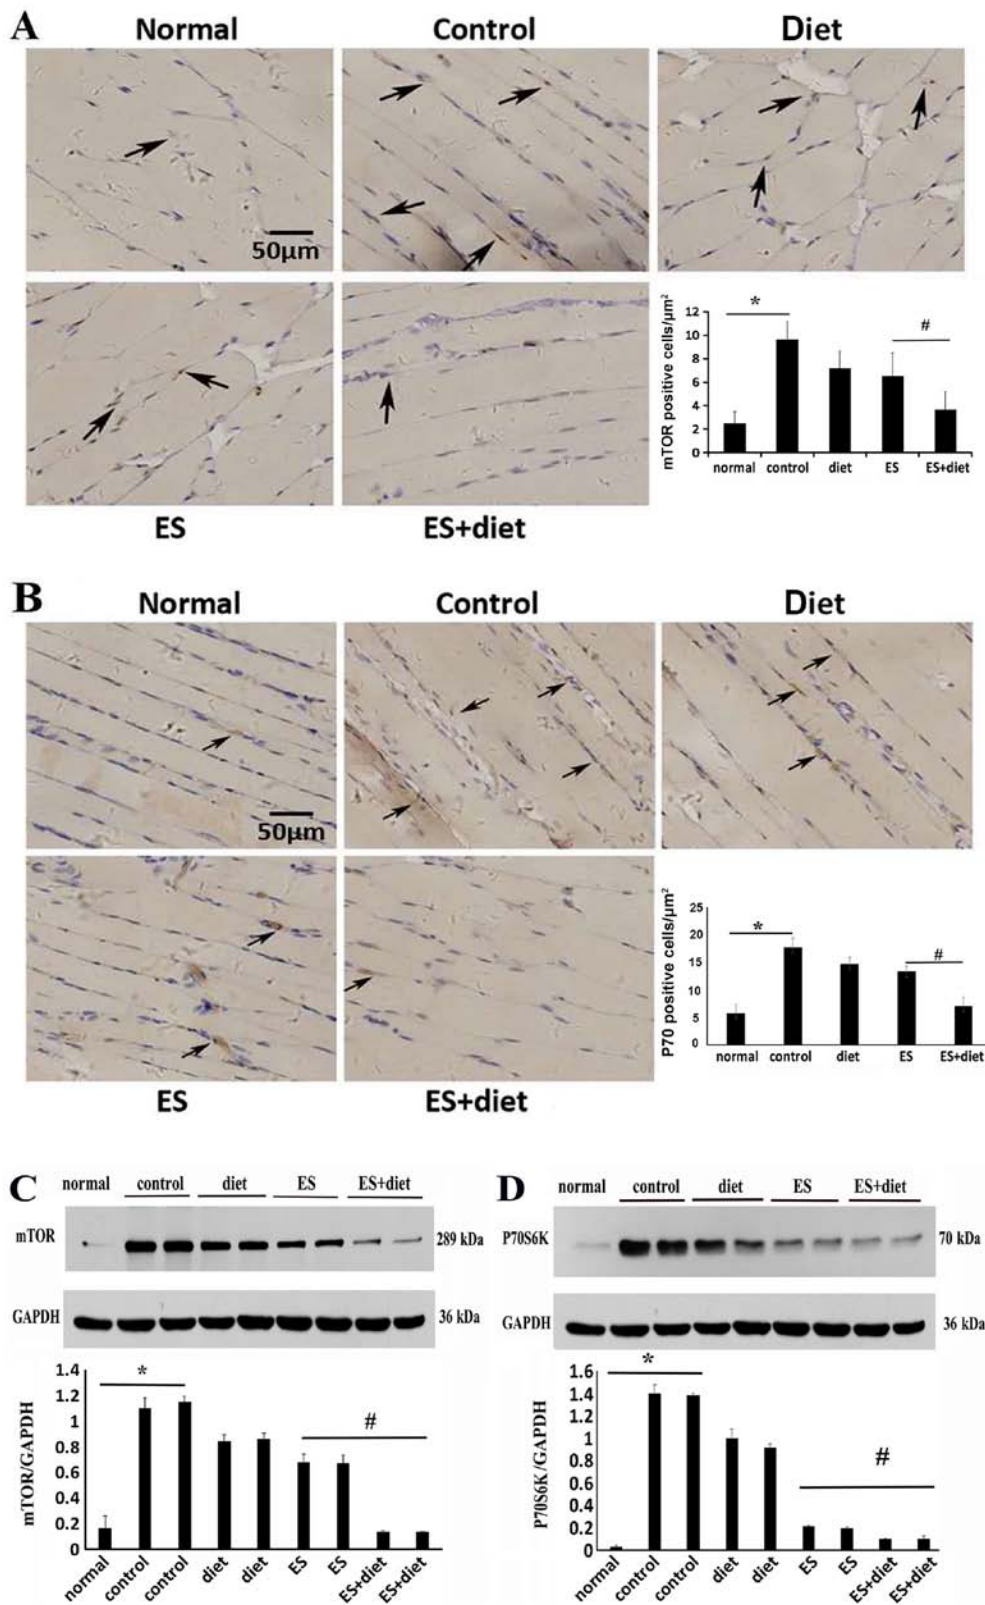 A
Normal
Control
Diet
50µm
ES
ES+diet
mTOR positive cells/µm²
12
10
8
6
4
2
0
*
#
normal control diet ES ES+diet
B
Normal
Control
Diet
50µm
ES
ES+diet
P70 positive cells/µm²
25
20
15
10
5
0
*
#
normal control diet ES ES+diet
C
normal control diet ES ES+diet
mTOR 289 kDa
GAPDH 36 kDa
mTOR/GAPDH
1.4
1.2
1
0.8
0.6
0.4
0.2
0
*
#
normal control control diet diet ES ES ES+diet ES+diet
D
normal control diet ES ES+diet
P70S6K 70 kDa
GAPDH 36 kDa
P70S6K/GAPDH
1.6
1.4
1.2
1
0.8
0.6
0.4
0.2
0
*
#
normal control control diet diet ES ES ES+diet ES+diet